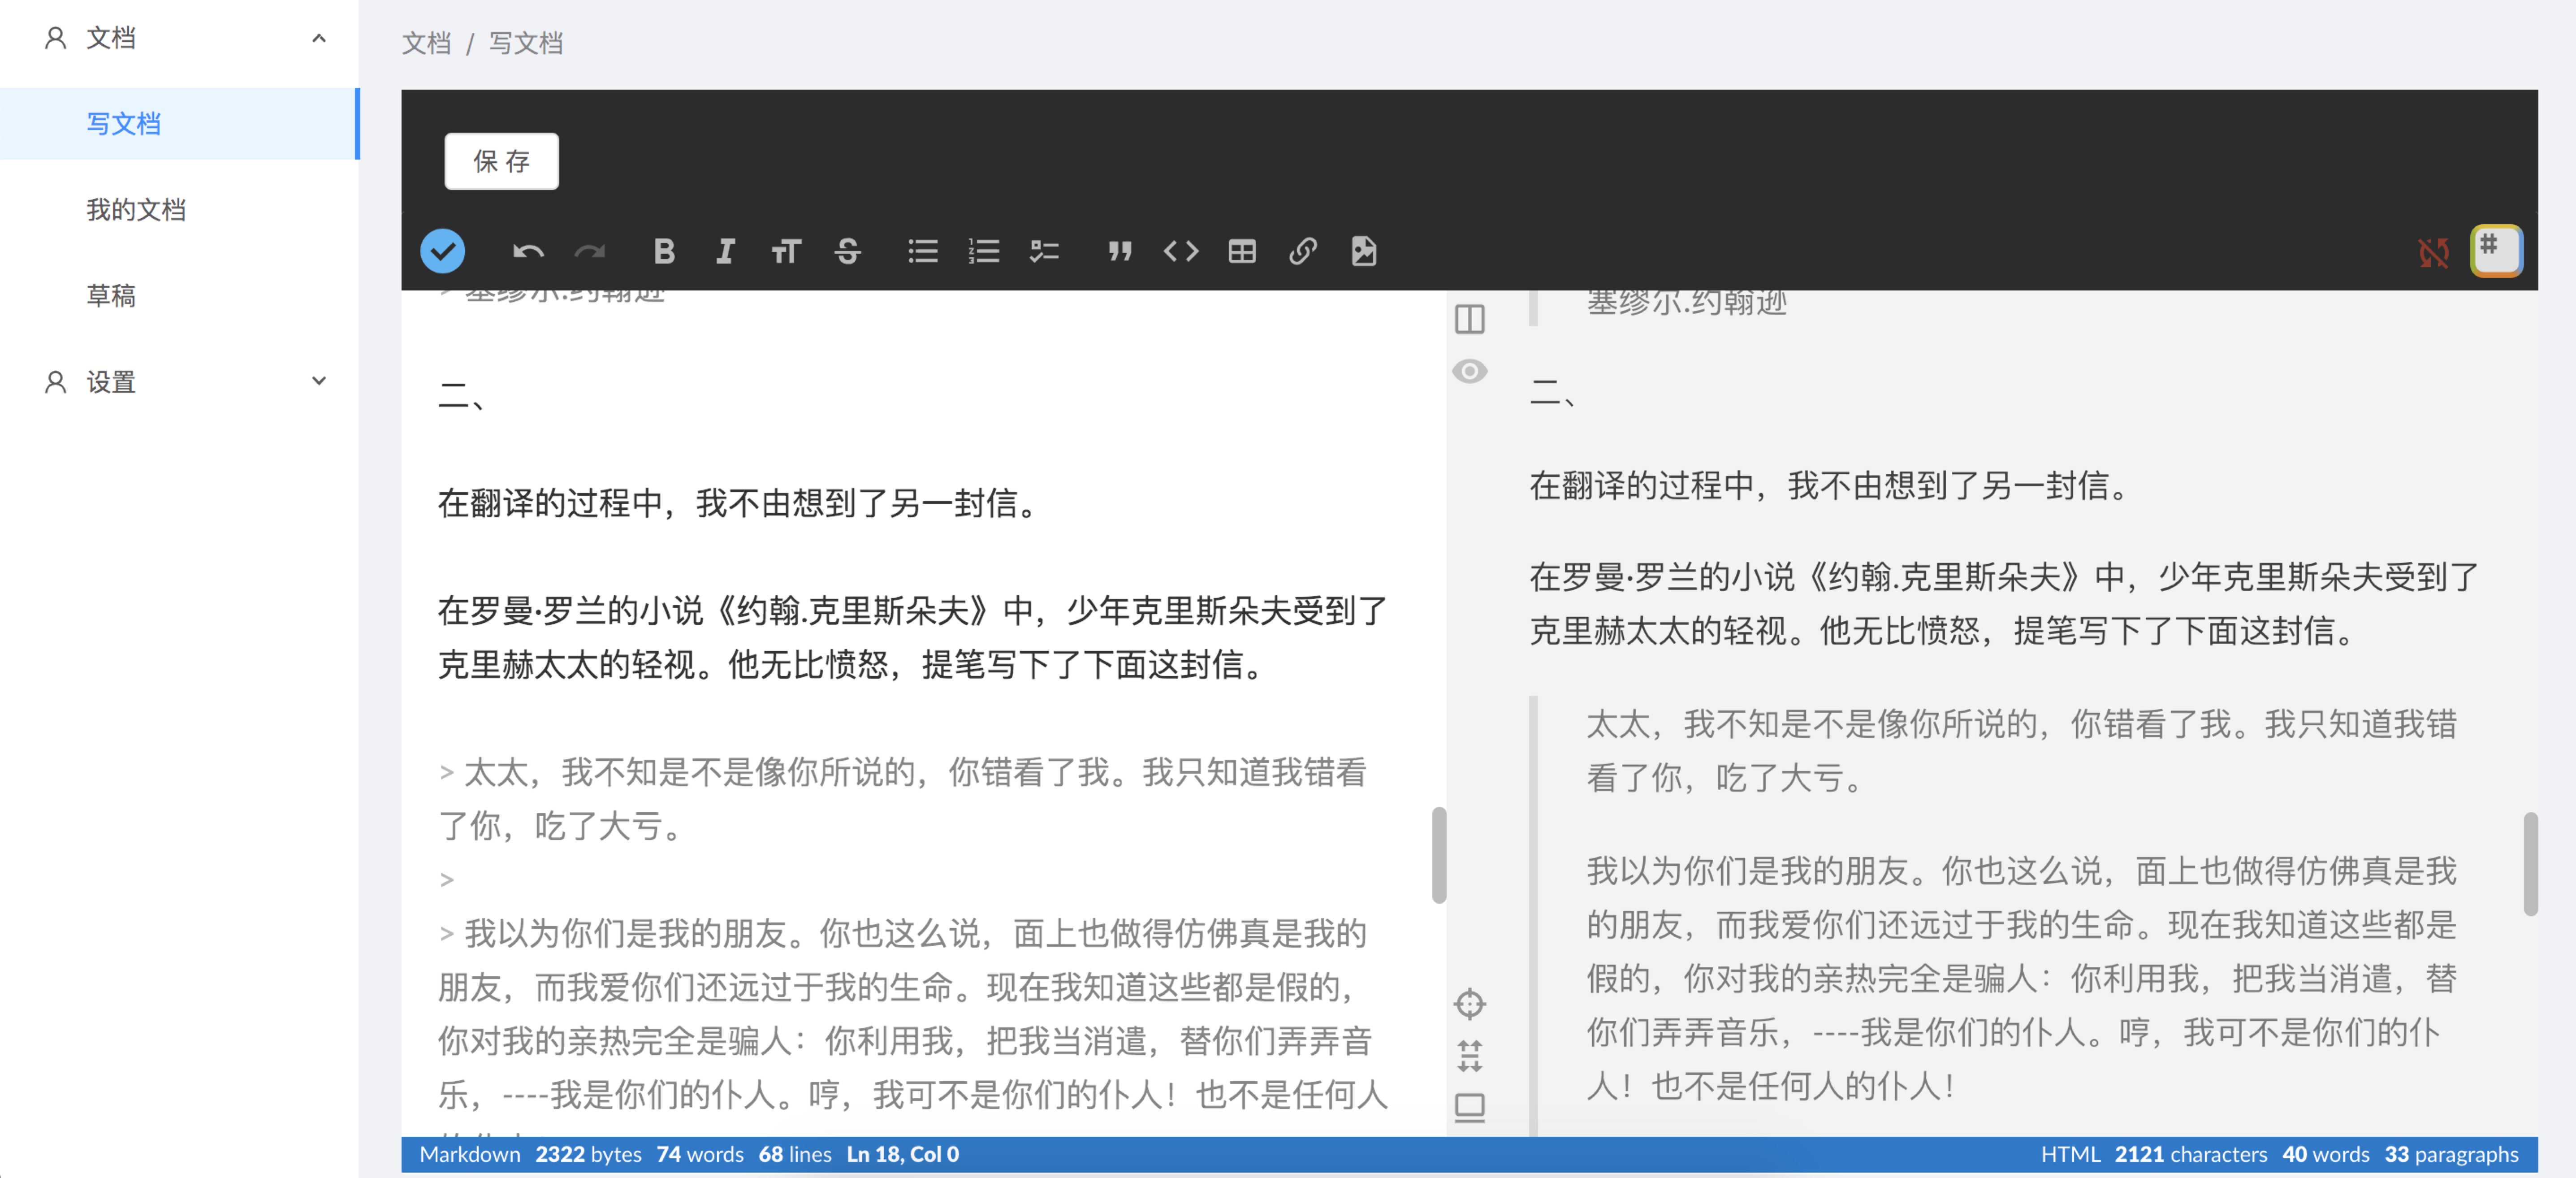 文档
写文档
我的文档
草稿
设置
文档 / 写文档
保 存
#
> 塞缪尔.约翰逊
二、
在翻译的过程中，我不由想到了另一封信。
在罗曼·罗兰的小说《约翰.克里斯朵夫》中，少年克里斯朵夫受到了
克里赫太太的轻视。他无比愤怒，提笔写下了下面这封信。
> 太太，我不知是不是像你所说的，你错看了我。我只知道我错看
了你，吃了大亏。
>
> 我以为你们是我的朋友。你也这么说，面上也做得仿佛真是我的
朋友，而我爱你们还远过于我的生命。现在我知道这些都是假的，
你对我的亲热完全是骗人：你利用我，把我当消遣，替你们弄弄音
乐，----我是你们的仆人。哼，我可不是你们的仆人！也不是任何人
塞缪尔.约翰逊
二、
在翻译的过程中，我不由想到了另一封信。
在罗曼·罗兰的小说《约翰.克里斯朵夫》中，少年克里斯朵夫受到了
克里赫太太的轻视。他无比愤怒，提笔写下了下面这封信。
太太，我不知是不是像你所说的，你错看了我。我只知道我错
看了你，吃了大亏。
我以为你们是我的朋友。你也这么说，面上也做得仿佛真是我
的朋友，而我爱你们还远过于我的生命。现在我知道这些都是
假的，你对我的亲热完全是骗人：你利用我，把我当消遣，替
你们弄弄音乐，----我是你们的仆人。哼，我可不是你们的仆
人！也不是任何人的仆人！
Markdown 2322 bytes 74 words 68 lines Ln 18, Col 0
HTML 2121 characters 40 words 33 paragraphs